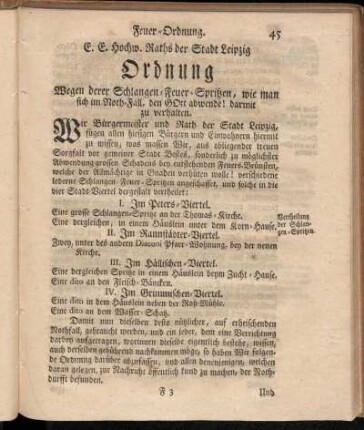 Feuer-Ordnung. 45
E. E. Hochw. Raths der Stadt Leipzig
Ordnung
Wegen derer Schlangen-Feuer-Spritzen, wie man
sich im Noth-Fall, den GOtt abwende! darmit
zu verhalten.
Wir Bürgermeister und Rath der Stadt Leipzig,
fügen allen hiesigen Bürgern und Einwohnern hiermit
zu wissen, was massen Wir, aus obliegender treuen
Sorgfalt vor gemeiner Stadt Bestes, sonderlich zu möglichster
Abwendung grossen Schadens bey entstehenden Feuers-Brünsten,
welche der Allmächtige in Gnaden verhüten wolle! verschiedene
lederne Schlangen-Feuer-Spritzen angeschaffet, und solche in die
vier Stadt-Viertel dergestalt vertheilet:
I. Im Peters-Viertel.
Eine grosse Schlangen-Spritze an der Thomas-Kirche.
Eine dergleichen, in einem Häuslein unter dem Korn-Hause.
Vertheilung
der Schlan-
gen-Spritzen.
II. Im Rannstädter-Viertel.
Zwey, unter des andern Diaconi Pfarr-Wohnung, bey der neuen
Kirche.
III. Im Hällischen-Viertel.
Eine dergleichen Spritze in einem Häuslein beym Zucht-Hause.
Eine dito an den Fleisch-Bäncken.
IV. Im Grimmischen-Viertel.
Eine dito in dem Häuslein neben der Roß-Mühle.
Eine dito an dem Wasser-Schatz.
Damit nun dieselben desto nützlicher, auf erheischenden
Nothfall, gebraucht werden, und ein jeder, dem eine Verrichtung
darbey aufgetragen, worinnen dieselbe eigentlich bestehe, wissen,
auch derselben gebührend nachkommen möge; so haben Wir folgen-
de Ordnung darüber abzufassen, und allen denenienigen, welchen
daran gelegen, zur Nachricht öffentlich kund zu machen, der Noth-
durfft befunden.
F 3 Und